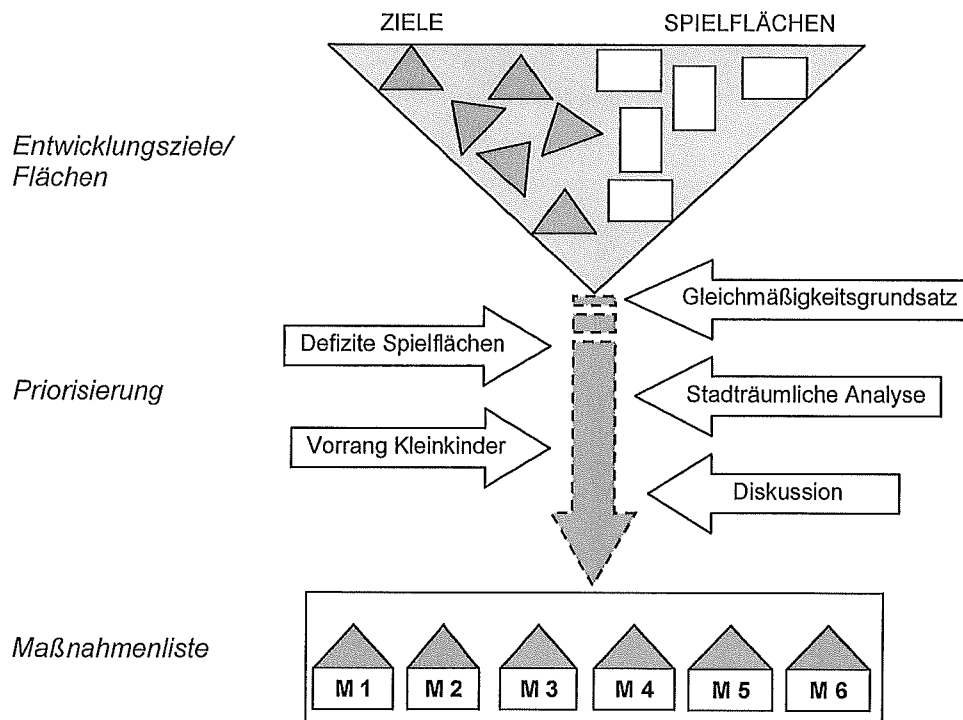 ZIELE SPIELFLÄCHEN
Entwicklungsziele/
Flächen
Gleichmäßigkeitsgrundsatz
Defizite Spielflächen
Priorisierung
Stadträumliche Analyse
Vorrang Kleinkinder
Diskussion
Maßnahmenliste
M 1 M 2 M 3 M 4 M 5 M 6